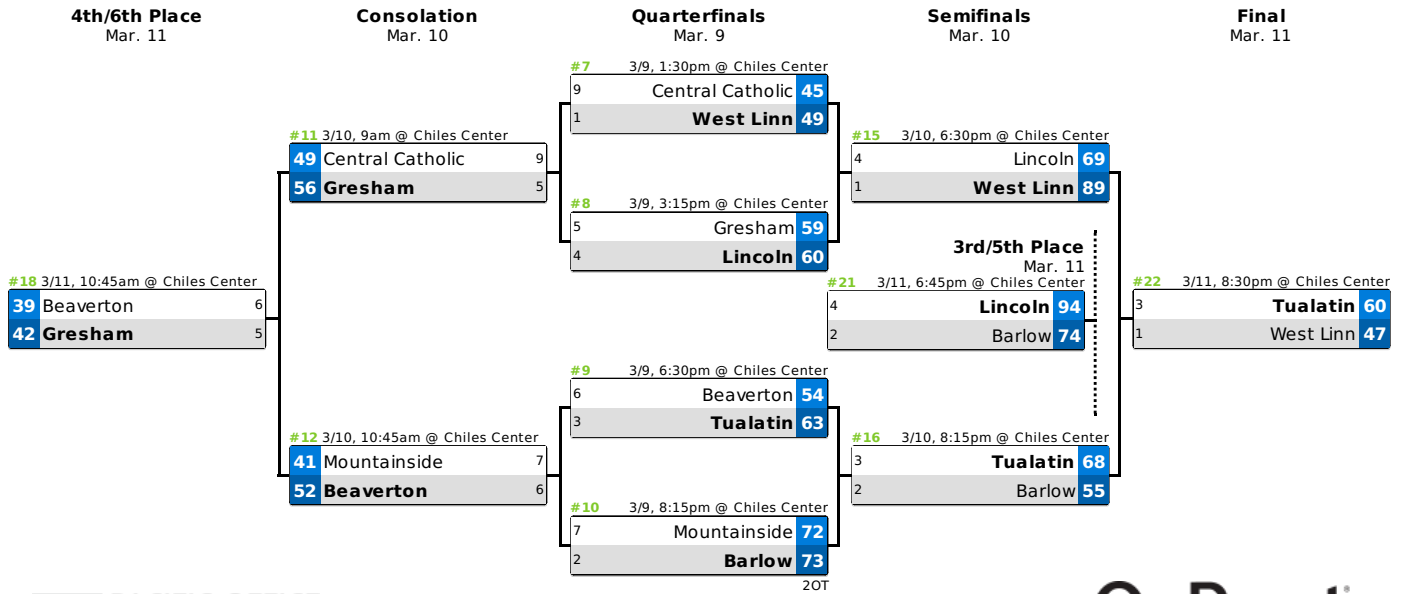 4th/6th Place
Mar. 11
Consolation
Mar. 10
Quarterfinals
Mar. 9
Semifinals
Mar. 10
Final
Mar. 11
#7 3/9, 1:30pm @ Chiles Center
9 Central Catholic 45
1 West Linn 49
#11 3/10, 9am @ Chiles Center
49 Central Catholic 9
56 Gresham 5
#15 3/10, 6:30pm @ Chiles Center
4 Lincoln 69
1 West Linn 89
#8 3/9, 3:15pm @ Chiles Center
5 Gresham 59
4 Lincoln 60
3rd/5th Place
Mar. 11
#18 3/11, 10:45am @ Chiles Center
39 Beaverton 6
42 Gresham 5
#21 3/11, 6:45pm @ Chiles Center
4 Lincoln 94
2 Barlow 74
#22 3/11, 8:30pm @ Chiles Center
3 Tualatin 60
1 West Linn 47
#9 3/9, 6:30pm @ Chiles Center
6 Beaverton 54
3 Tualatin 63
#12 3/10, 10:45am @ Chiles Center
41 Mountainside 7
52 Beaverton 6
#16 3/10, 8:15pm @ Chiles Center
3 Tualatin 68
2 Barlow 55
#10 3/9, 8:15pm @ Chiles Center
7 Mountainside 72
2 Barlow 73
2OT